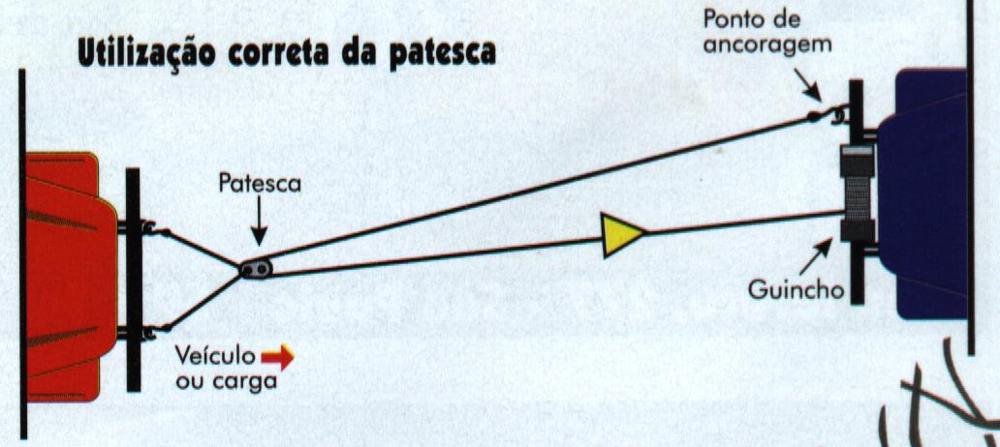 Utilização correta da patesca
Ponto de
ancoragem
Patesca
Guincho
Veículo
ou carga